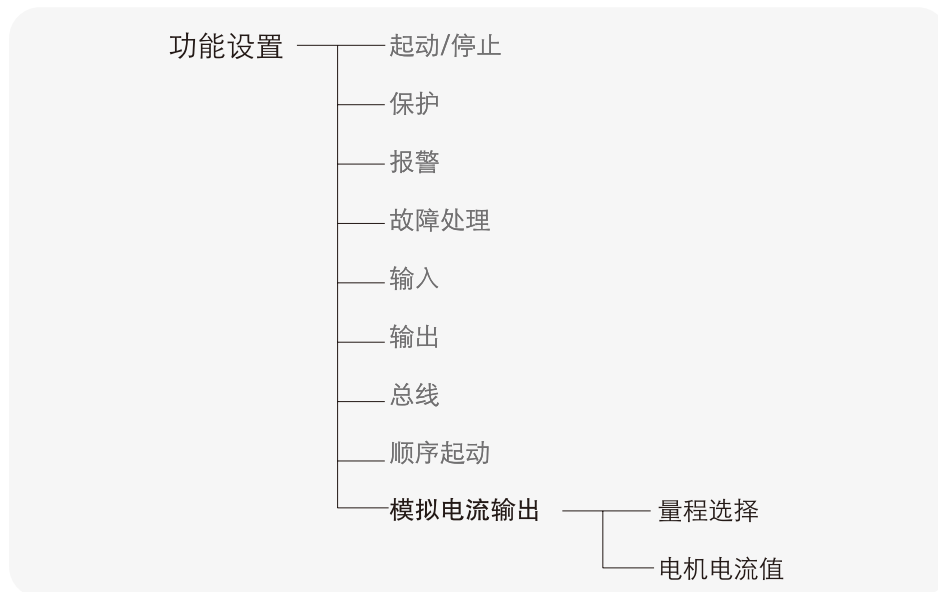 功能设置
起动/停止
保护
报警
故障处理
输入
输出
总线
顺序起动
模拟电流输出
量程选择
电机电流值